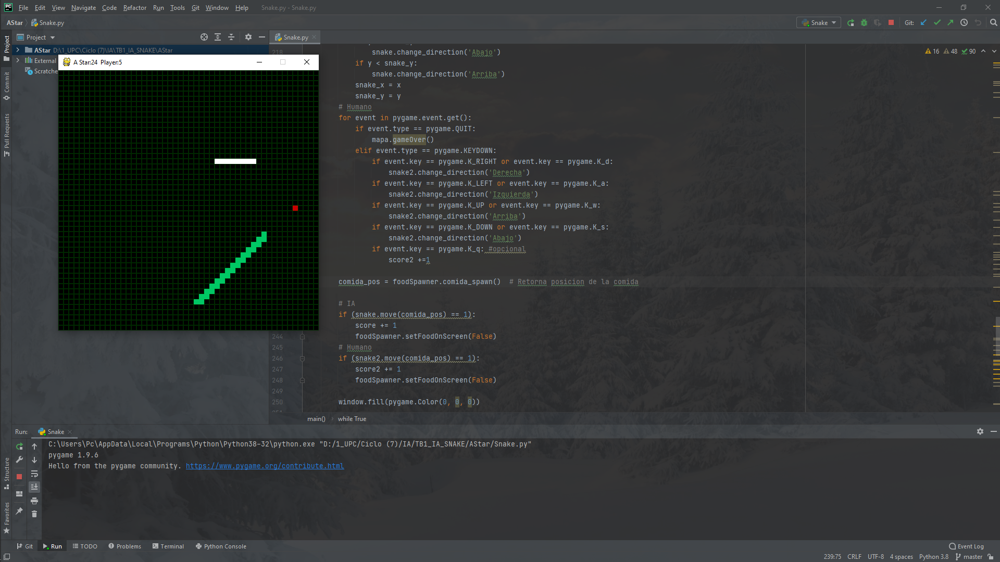 PC File Edit View Navigate Code Refactor Run Tools Git Window Help Snake.py - Snake.py
AStar Snake.py Snake Git:
Project Snake.py
AStar D:\1_UPC\Ciclo (7)\IA\TB1_IA_SNAKE\AStar
External
Scratche
A Star:24 Player:5
Project
Commit
Pull Requests
Structure
Favorites
16 48 90
218
snake.change_direction('Abajo')
if y < snake_y:
snake.change_direction('Arriba')
snake_x = x
snake_y = y
# Humano
for event in pygame.event.get():
if event.type == pygame.QUIT:
mapa.gameOver()
elif event.type == pygame.KEYDOWN:
if event.key == pygame.K_RIGHT or event.key == pygame.K_d:
snake2.change_direction('Derecha')
if event.key == pygame.K_LEFT or event.key == pygame.K_a:
snake2.change_direction('Izquierda')
if event.key == pygame.K_UP or event.key == pygame.K_w:
snake2.change_direction('Arriba')
if event.key == pygame.K_DOWN or event.key == pygame.K_s:
snake2.change_direction('Abajo')
if event.key == pygame.K_q: #opcional
score2 +=1
comida_pos = foodSpawner.comida_spawn()  # Retorna posicion de la comida
# IA
if (snake.move(comida_pos) == 1):
score += 1
244 foodSpawner.setFoodOnScreen(False)
245 # Humano
246 if (snake2.move(comida_pos) == 1):
247 score2 += 1
248 foodSpawner.setFoodOnScreen(False)
249
250 window.fill(pygame.Color(0, 0, 0))
251
main() while True
Run: Snake
C:\Users\Pc\AppData\Local\Programs\Python\Python38-32\python.exe "D:/1_UPC/Ciclo (7)/IA/TB1_IA_SNAKE/AStar/Snake.py"
pygame 1.9.6
Hello from the pygame community. https://www.pygame.org/contribute.html
Git Run TODO Problems Terminal Python Console Event Log
239:75 CRLF UTF-8 4 spaces Python 3.8 master